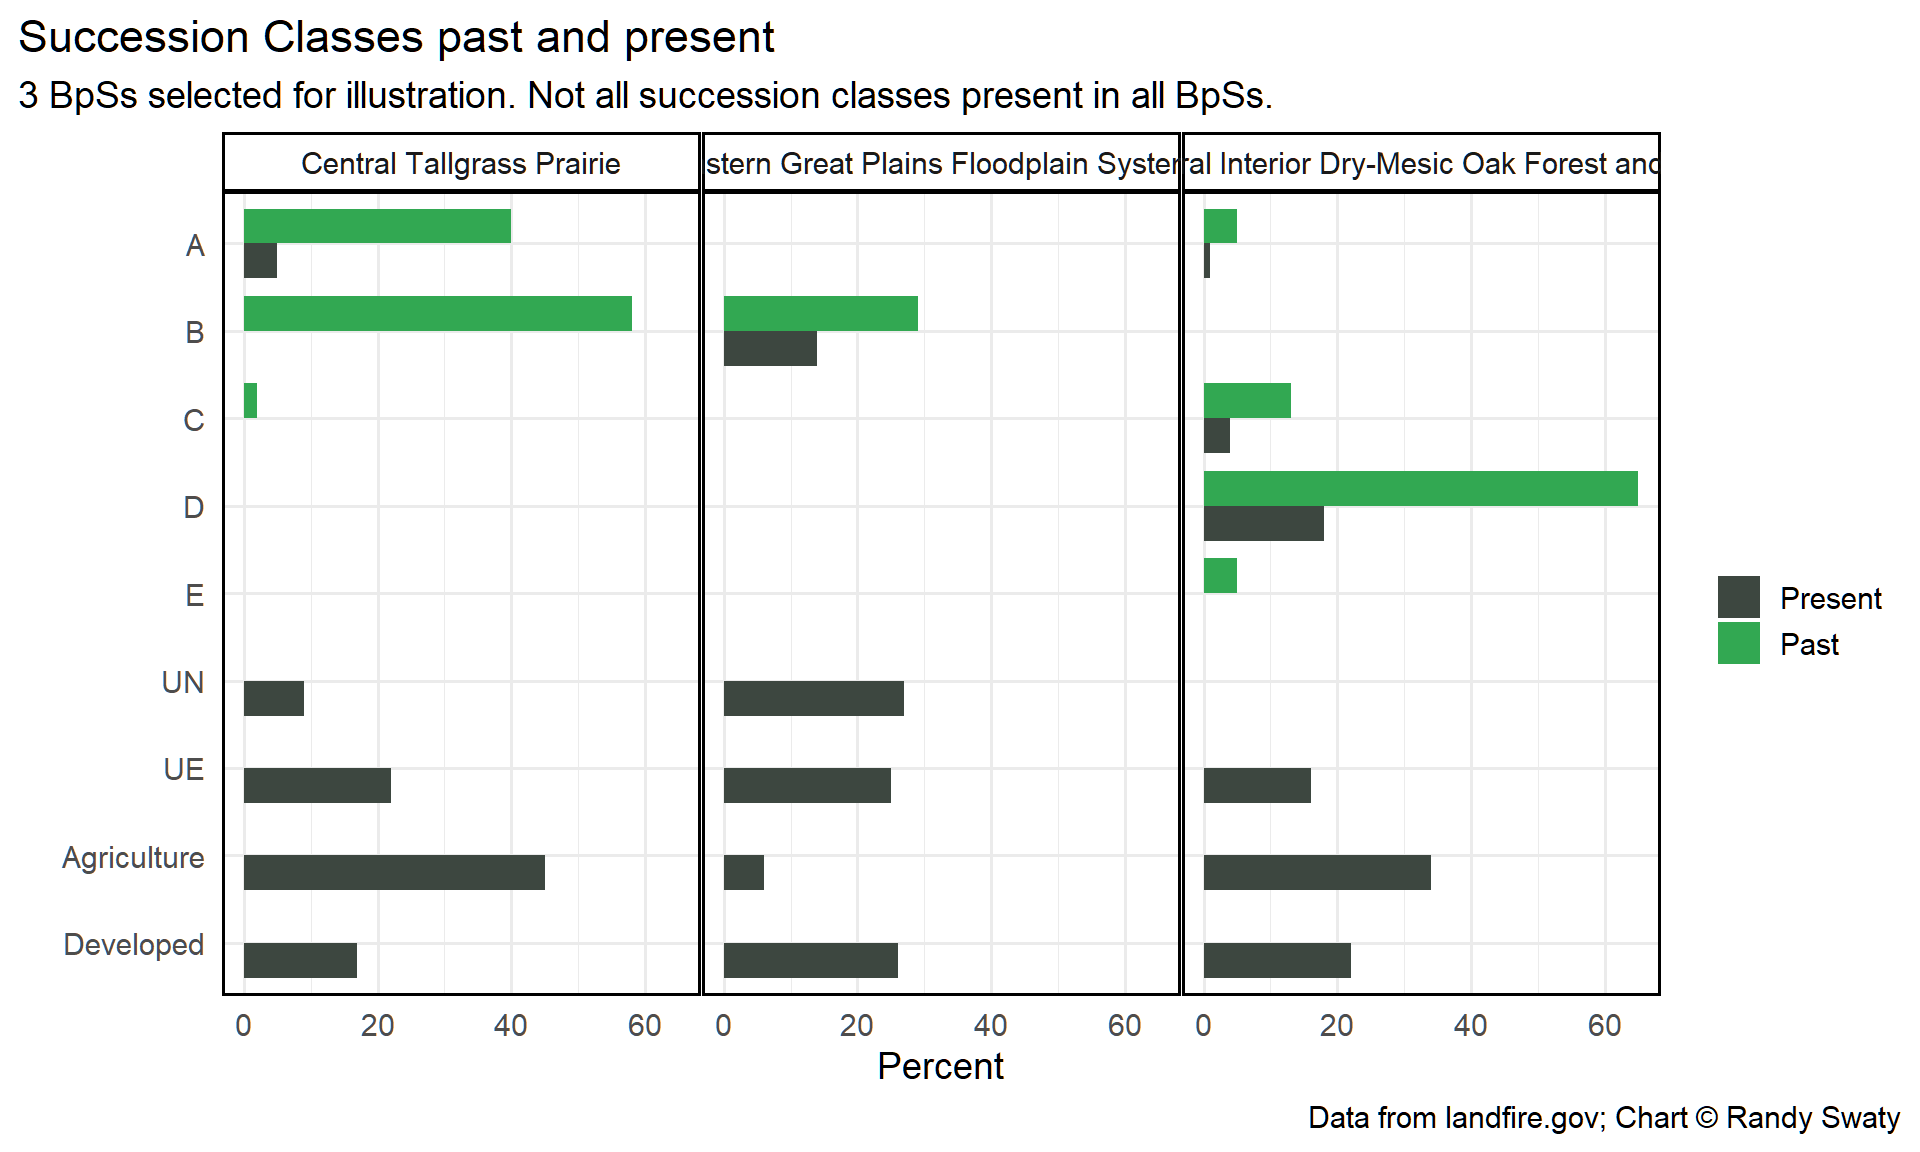 Succession Classes past and present
3 BpSs selected for illustration. Not all succession classes present in all BpSs.
Central Tallgrass Prairie
stern Great Plains Floodplain Syster
ral Interior Dry-Mesic Oak Forest and
A
B
C
D
E
UN
UE
Agriculture
Developed
Present
Past
0 20 40 60 0 20 40 60 0 20 40 60
Percent
Data from landfire.gov; Chart © Randy Swaty